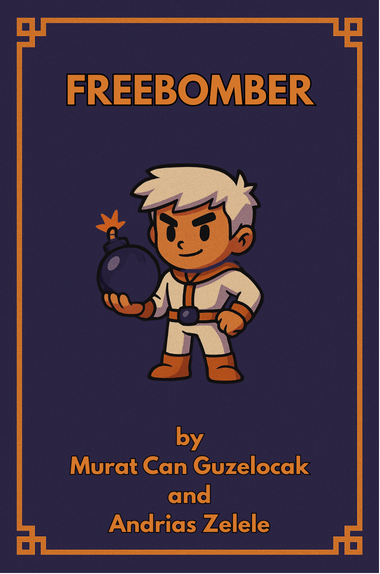 FREEBOMBER
by
Murat Can Guzelocak
and
Andrias Zelele